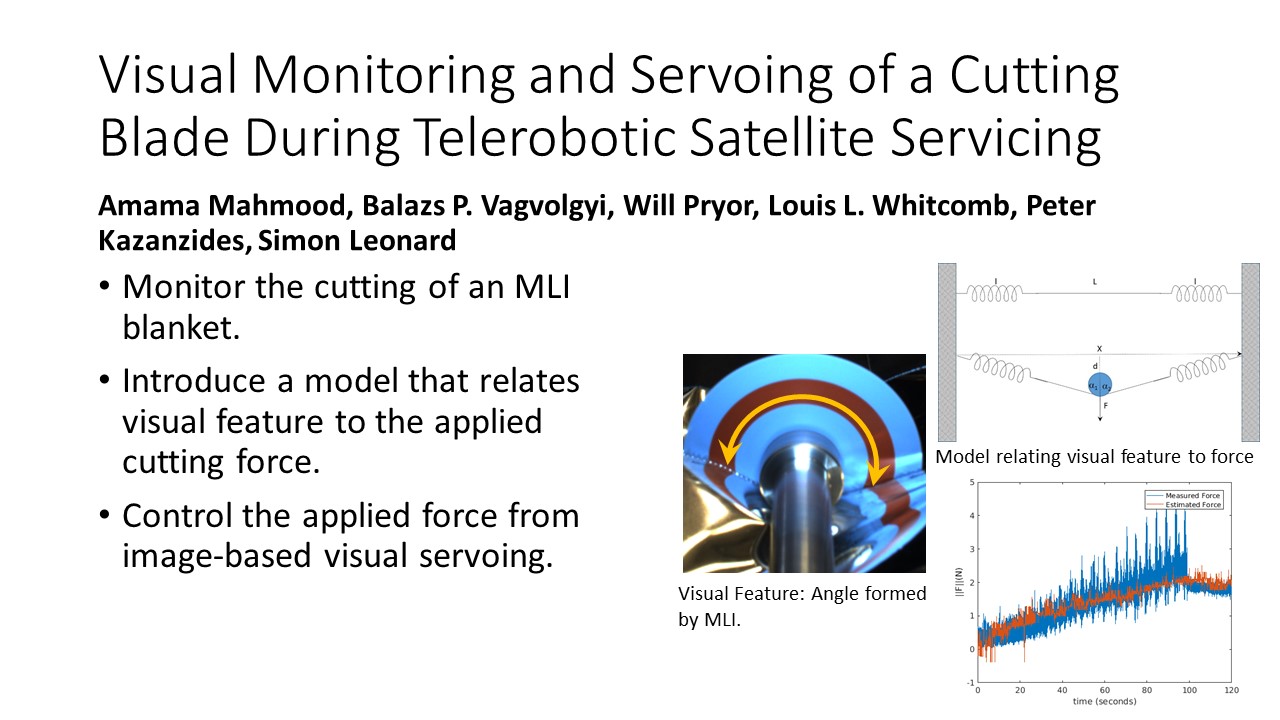 Visual Monitoring and Servoing of a Cutting
Blade During Telerobotic Satellite Servicing
Amama Mahmood, Balazs P. Vagvolgyi, Will Pryor, Louis L. Whitcomb, Peter
Kazanzides, Simon Leonard
• Monitor the cutting of an MLI
blanket.
• Introduce a model that relates
visual feature to the applied
cutting force.
• Control the applied force from
image-based visual servoing.
Visual Feature: Angle formed
by MLI.
l L l
X
d
α1 α2
F
Model relating visual feature to force
Measured Force
Estimated Force
||F||(N)
5
4
3
2
1
0
-1
0 20 40 60 80 100 120
time (seconds)